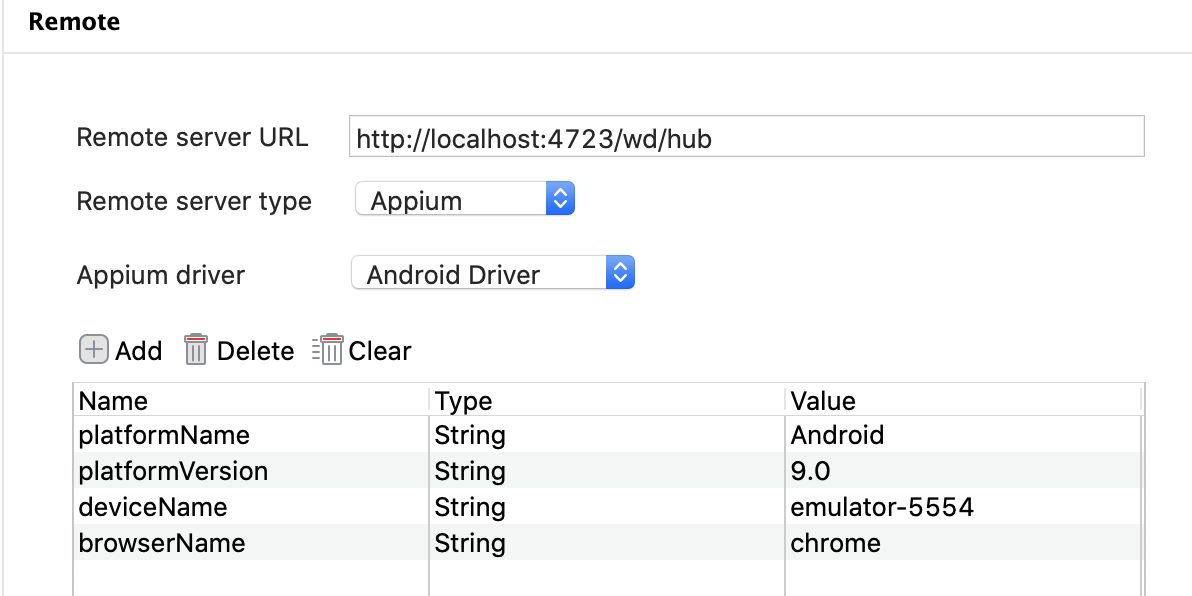 Remote
Remote server URL http://localhost:4723/wd/hub
Remote server type Appium
Appium driver Android Driver
Add Delete Clear
Name Type Value
platformName String Android
platformVersion String 9.0
deviceName String emulator-5554
browserName String chrome